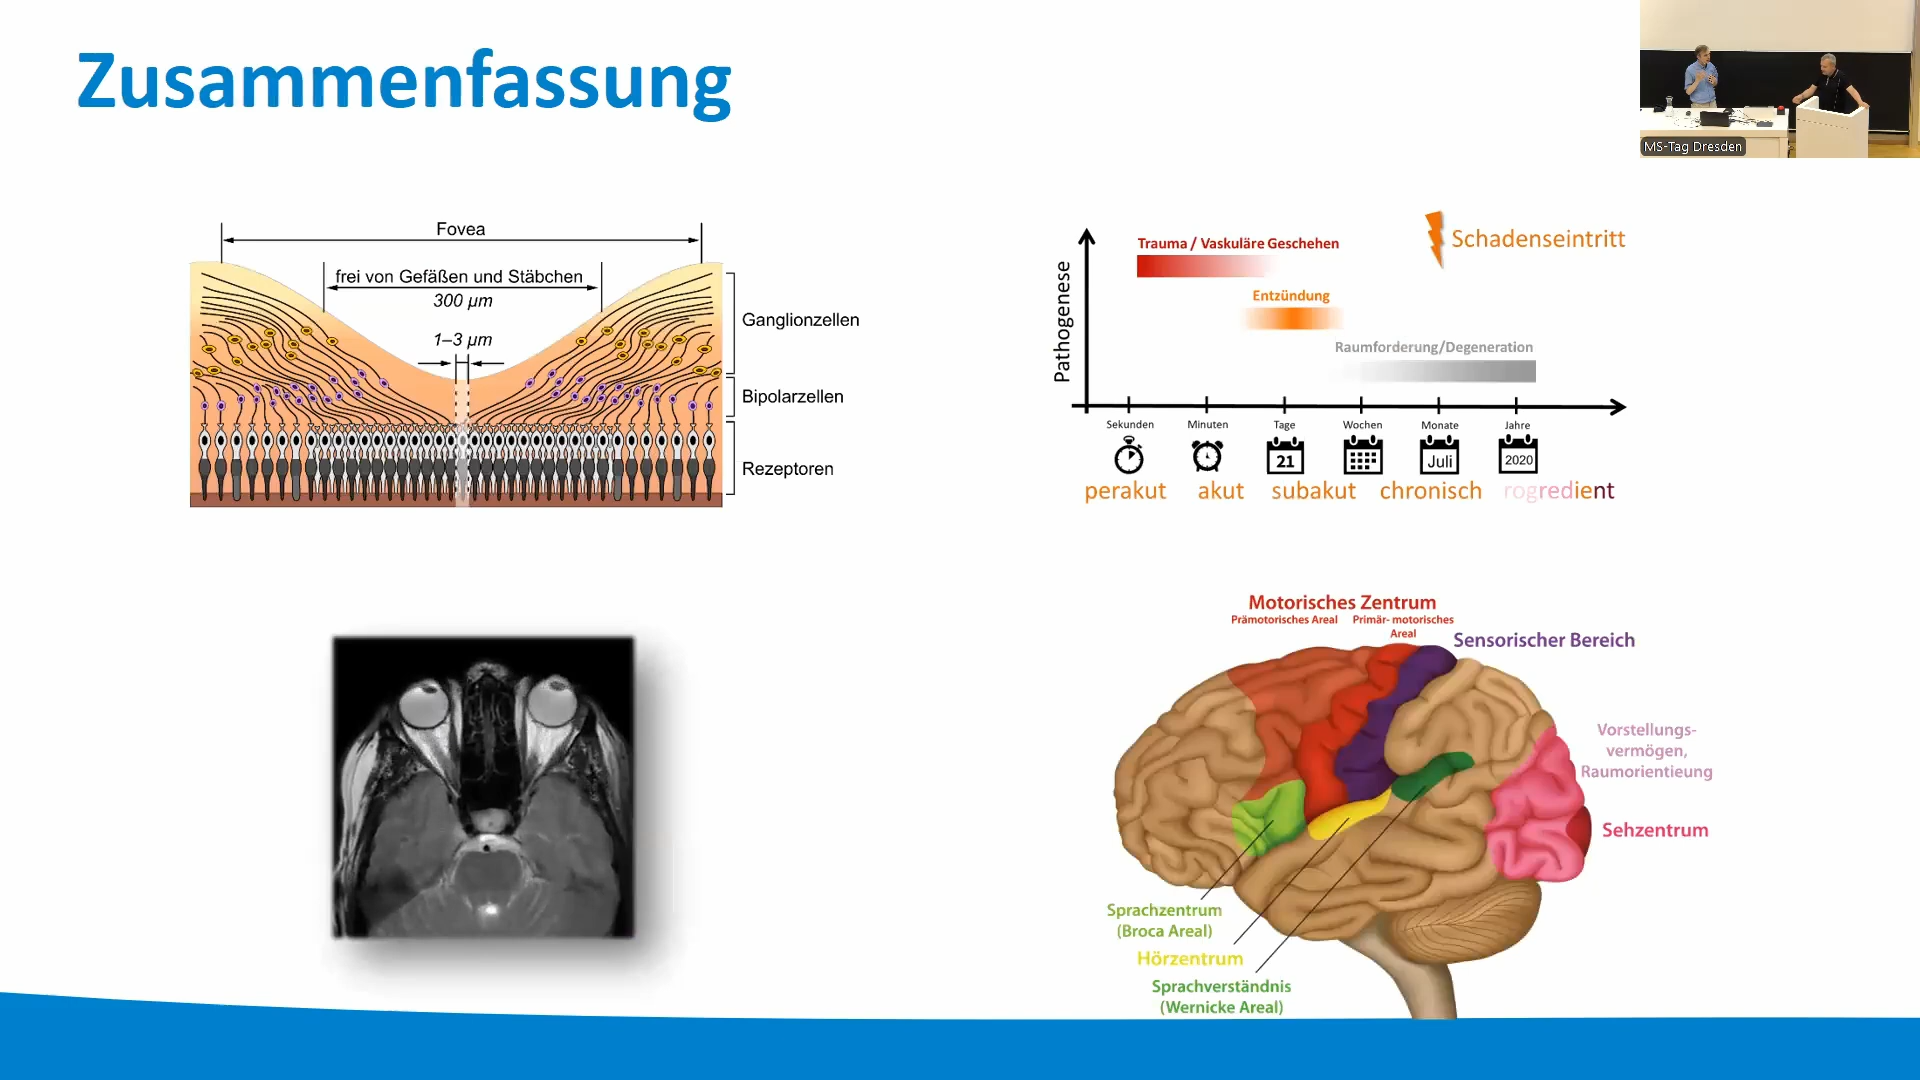 Zusammenfassung
MS-Tag Dresden
Fovea
frei von Gefäßen und Stäbchen
300 µm
1–3 µm
Ganglionzellen
Bipolarzellen
Rezeptoren
Schadenseintritt
Trauma / Vaskuläre Geschehen
Entzündung
Raumforderung/Degeneration
Pathogenese
Sekunden Minuten Tage Wochen Monate Jahre
21 Juli 2020
perakut akut subakut chronisch rogredient
Motorisches Zentrum
Prämotorisches Areal
Primär- motorisches
Areal
Sensorischer Bereich
Vorstellungs-
vermögen,
Raumorientieung
Sehzentrum
Sprachzentrum
(Broca Areal)
Hörzentrum
Sprachverständnis
(Wernicke Areal)